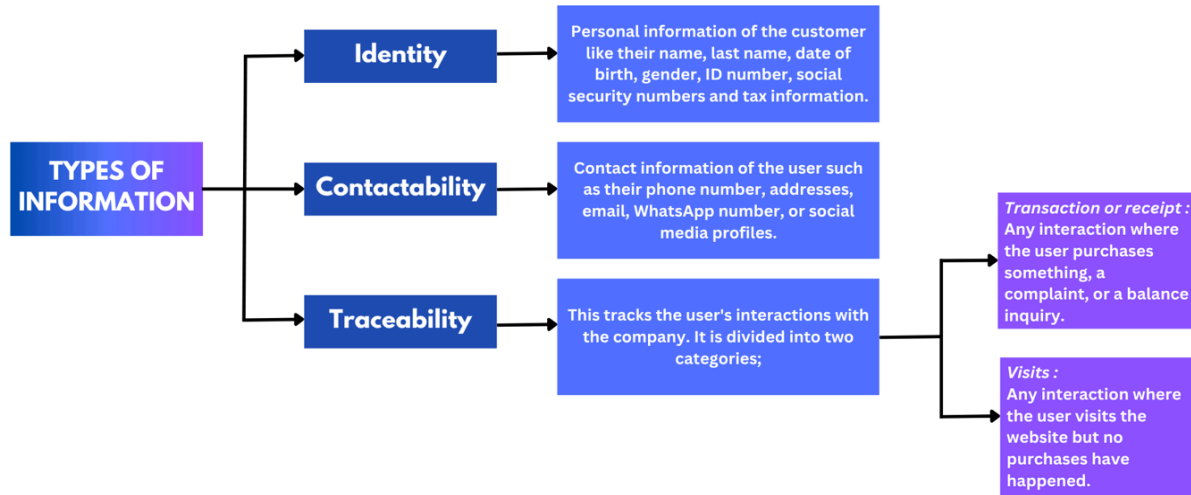 TYPES OF
INFORMATION
Identity
Personal information of the customer
like their name, last name, date of
birth, gender, ID number, social
security numbers and tax information.
Contactability
Contact information of the user such
as their phone number, addresses,
email, WhatsApp number, or social
media profiles.
Traceability
This tracks the user's interactions with
the company. It is divided into two
categories;
Transaction or receipt :
Any interaction where
the user purchases
something, a
complaint, or a balance
inquiry.
Visits :
Any interaction where
the user visits the
website but no
purchases have
happened.